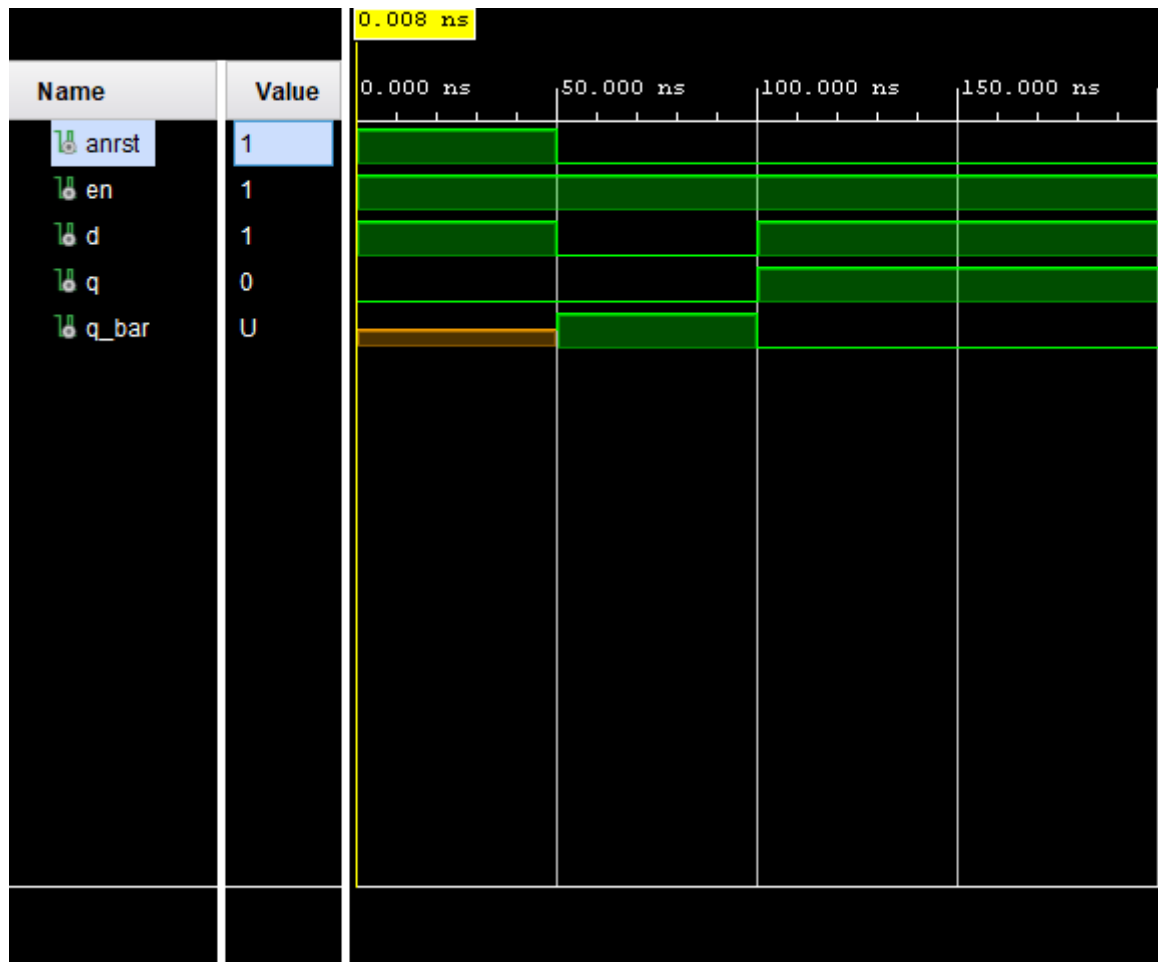 0.008 ns
Name Value 0.000 ns 50.000 ns 100.000 ns 150.000 ns
anrst 1
en 1
d 1
q 0
q_bar U